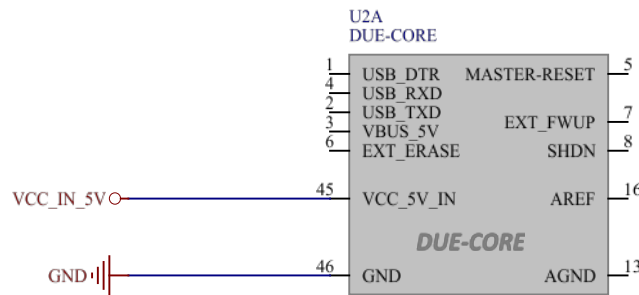 U2A
DUE-CORE
1 USB_DTR MASTER-RESET 5
4 USB_RXD
2 USB_TXD EXT_FWUP 7
3 VBUS_5V
6 EXT_ERASE SHDN 8
VCC_IN_5V 45 VCC_5V_IN AREF 16
DUE-CORE
GND 46 GND AGND 13